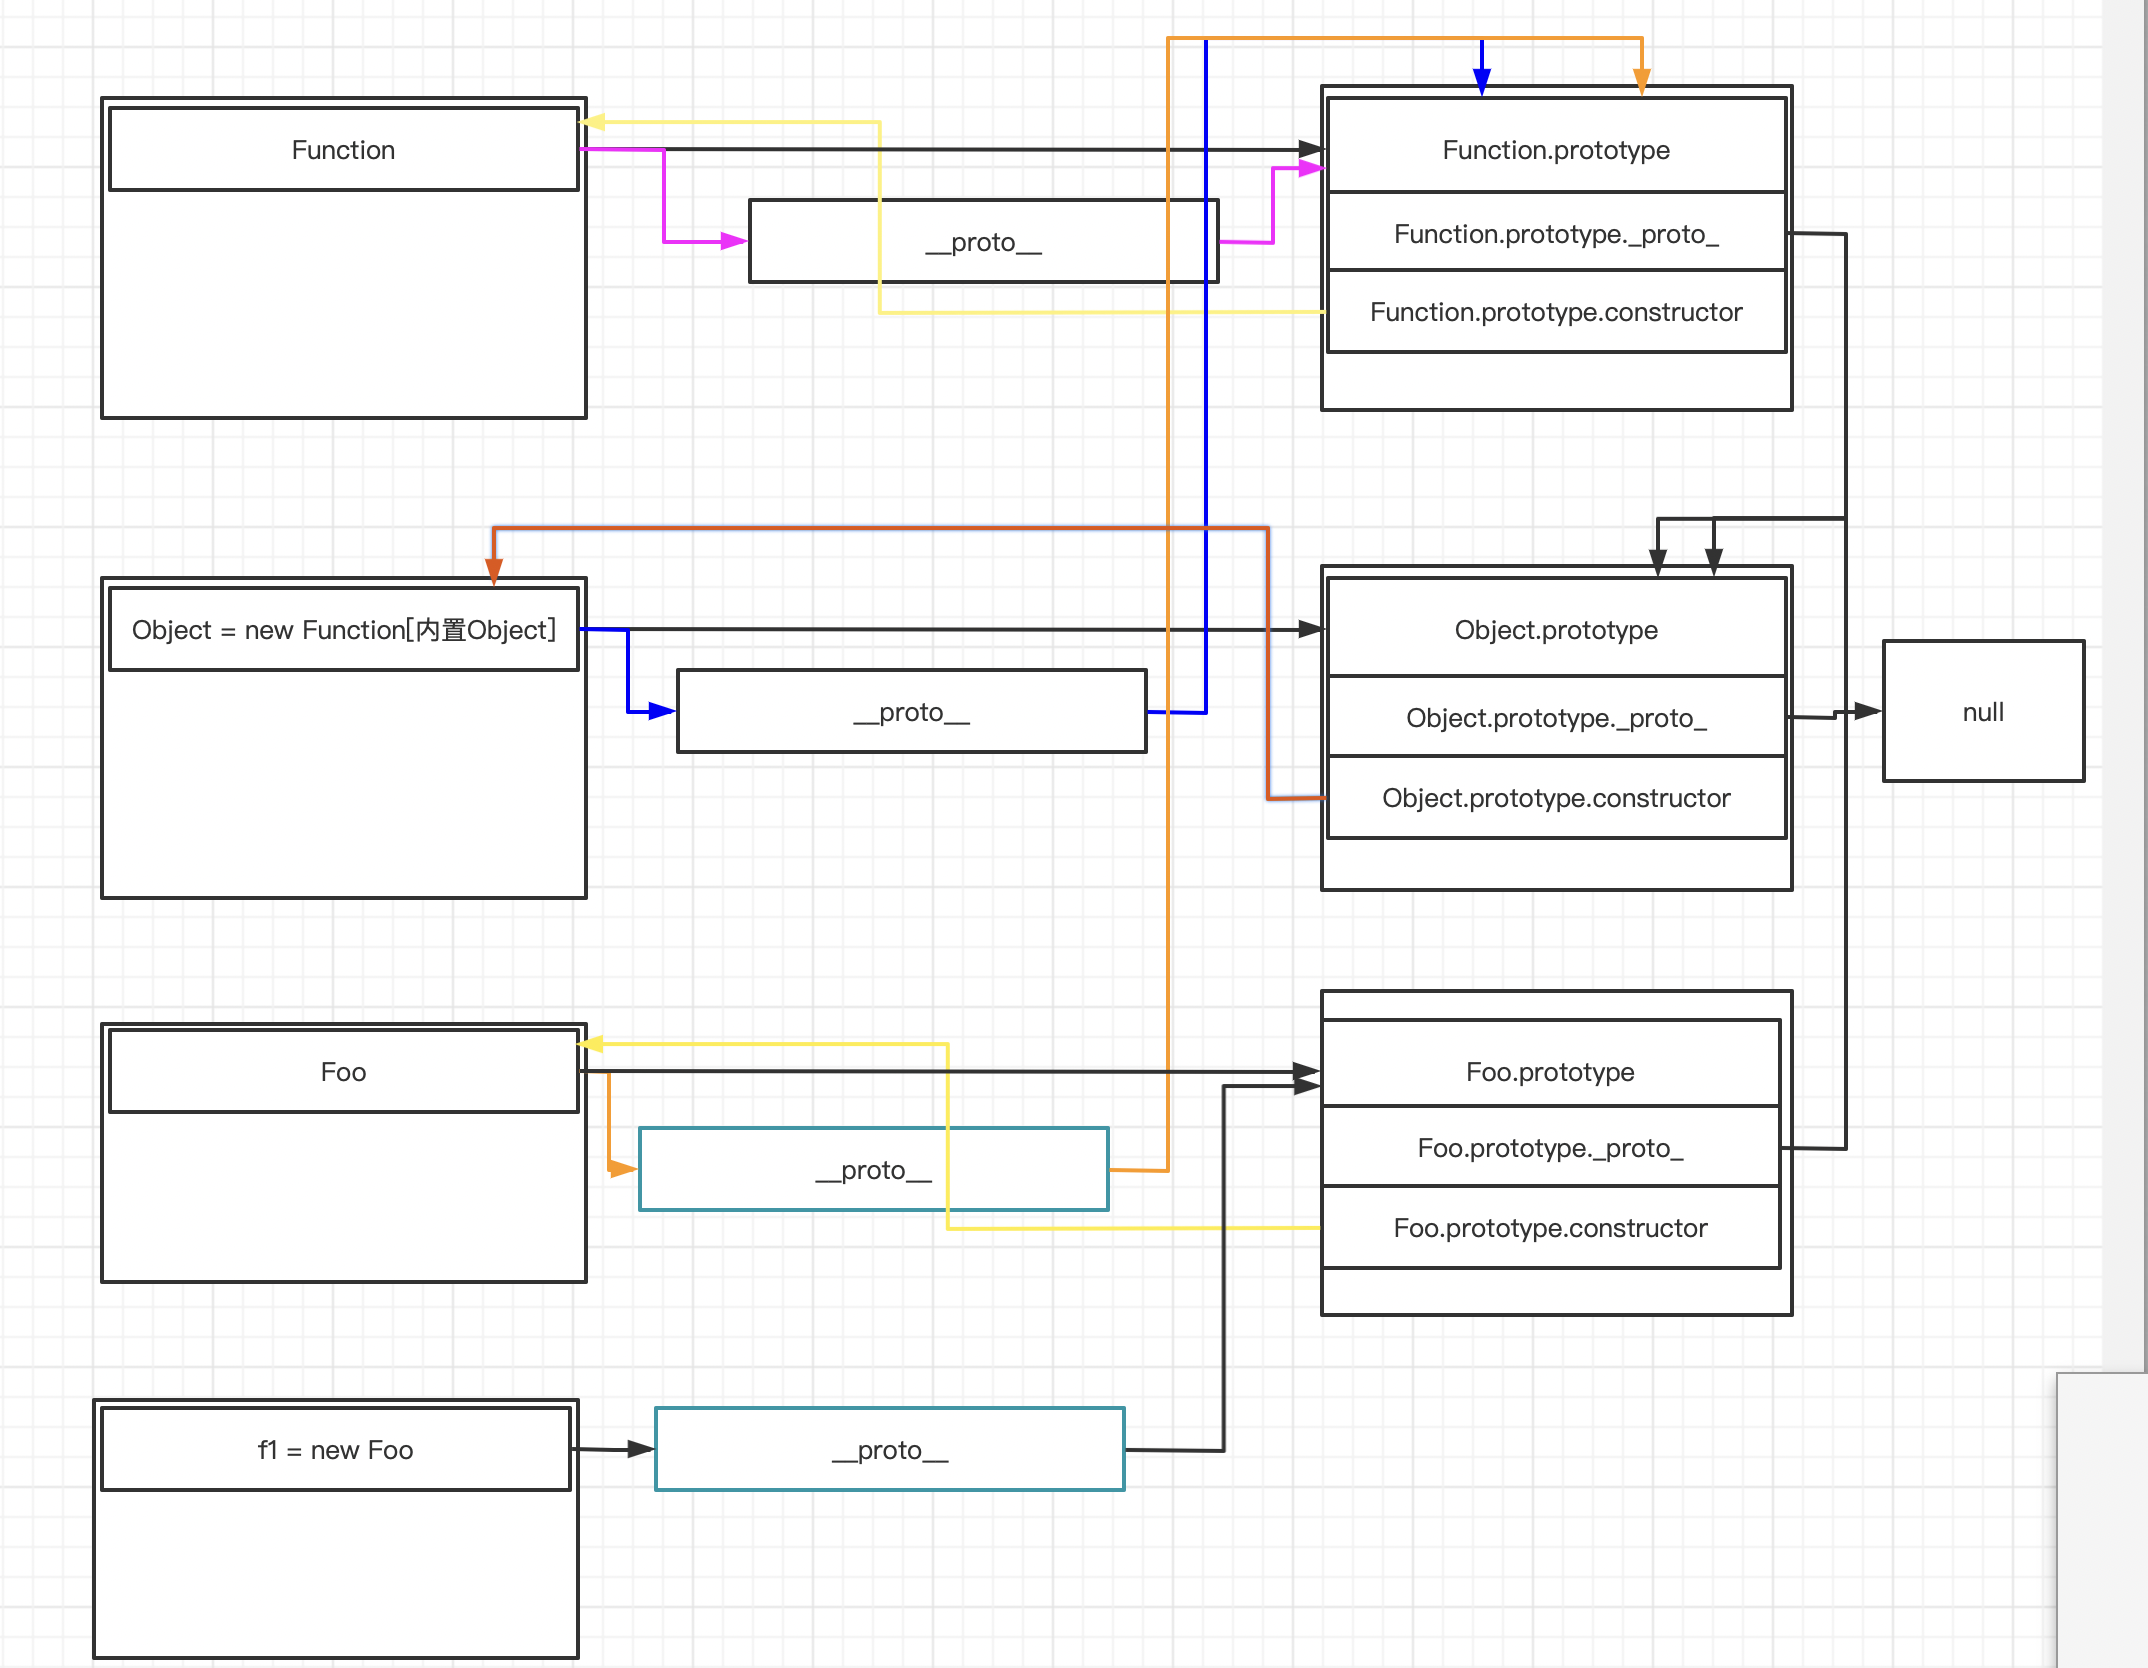 Function
Function.prototype
__proto__
Function.prototype._proto_
Function.prototype.constructor
Object = new Function[内置Object]
Object.prototype
__proto__
Object.prototype._proto_
null
Object.prototype.constructor
Foo
Foo.prototype
__proto__
Foo.prototype._proto_
Foo.prototype.constructor
f1 = new Foo
__proto__